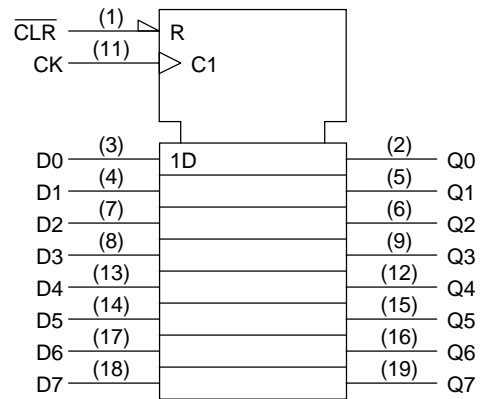 C̅L̅R̅ (1) R
CK (11) C1
D0 (3) 1D (2) Q0
D1 (4) (5) Q1
D2 (7) (6) Q2
D3 (8) (9) Q3
D4 (13) (12) Q4
D5 (14) (15) Q5
D6 (17) (16) Q6
D7 (18) (19) Q7